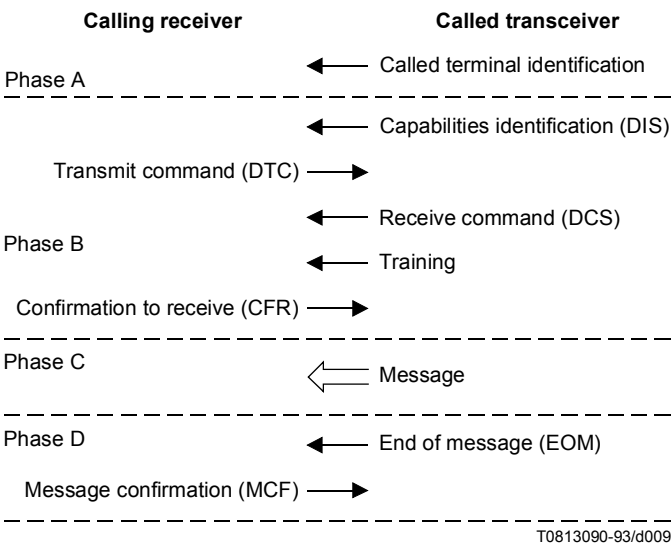 Calling receiver
Called transceiver
Called terminal identification
Phase A
Capabilities identification (DIS)
Transmit command (DTC)
Receive command (DCS)
Phase B
Training
Confirmation to receive (CFR)
Phase C
Message
Phase D
End of message (EOM)
Message confirmation (MCF)
T0813090-93/d009